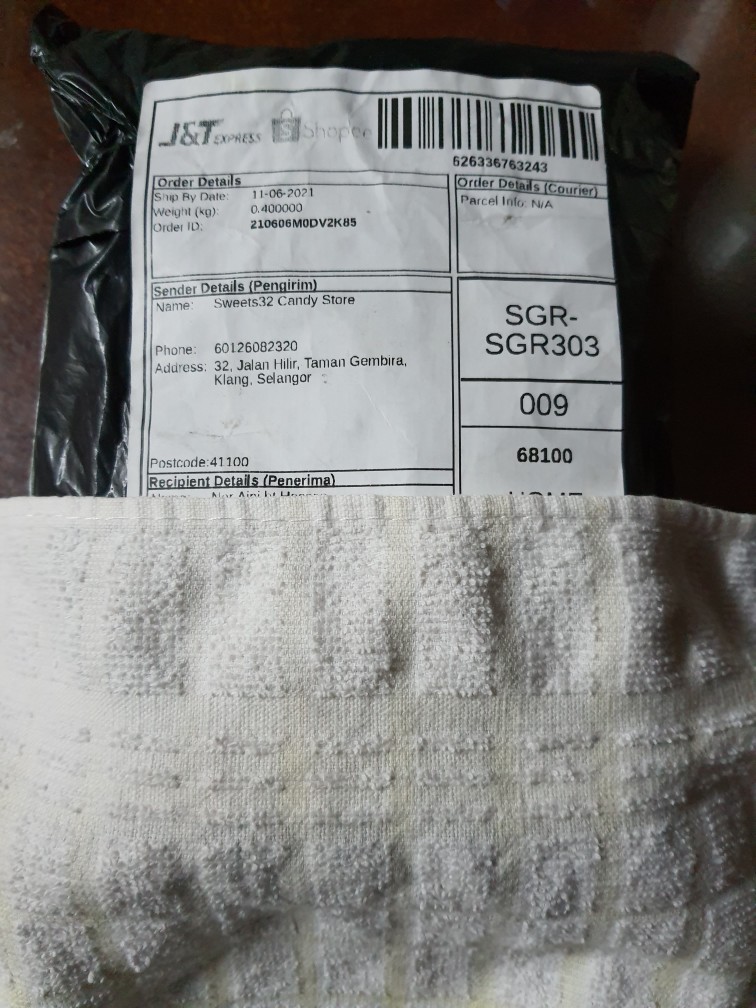 J&T EXPRESS Shopee
626336763243
Order Details
Ship By Date: 11-06-2021
Weight (kg): 0.400000
Order ID: 210606M0DV2K85
Order Details (Courier)
Parcel Info: N/A
Sender Details (Pengirim)
Name: Sweets32 Candy Store
Phone: 60126082320
Address: 32, Jalan Hilir, Taman Gembira,
Klang, Selangor
Postcode:41100
SGR-
SGR303
009
68100
Recipient Details (Penerima)